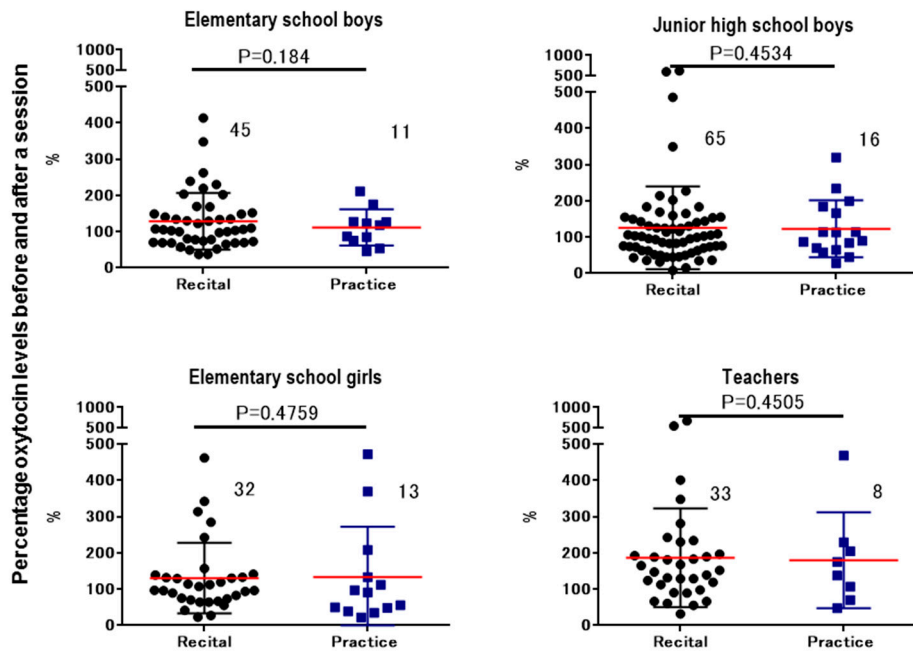 Percentage oxytocin levels before and after a session
Elementary school boys
P=0.184
1000
500
500
400
300
200
100
0
%
45
11
Recital
Practice
Junior high school boys
P=0.4534
1000
500
500
400
300
200
100
0
%
65
16
Recital
Practice
Elementary school girls
P=0.4759
1000
500
500
400
300
200
100
0
%
32
13
Recital
Practice
Teachers
P=0.4505
1000
500
500
400
300
200
100
0
%
33
8
Recital
Practice